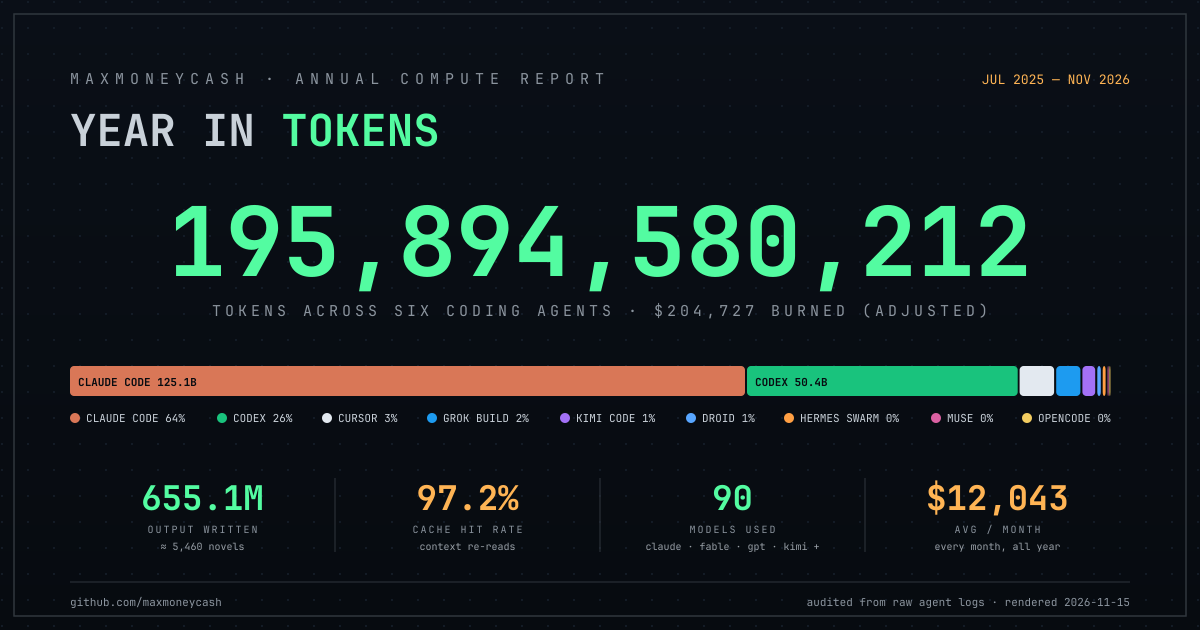 MAXMONEYCASH · ANNUAL COMPUTE REPORT
JUL 2025 — NOV 2026
YEAR IN TOKENS
195,894,580,212
TOKENS ACROSS SIX CODING AGENTS · $204,727 BURNED (ADJUSTED)
CLAUDE CODE 125.1B
CODEX 50.4B
CLAUDE CODE 64%
CODEX 26%
CURSOR 3%
GROK BUILD 2%
KIMI CODE 1%
DROID 1%
HERMES SWARM 0%
MUSE 0%
OPENCODE 0%
655.1M
OUTPUT WRITTEN
≈ 5,460 novels
97.2%
CACHE HIT RATE
context re-reads
90
MODELS USED
claude · fable · gpt · kimi +
$12,043
AVG / MONTH
every month, all year
github.com/maxmoneycash
audited from raw agent logs · rendered 2026-11-15